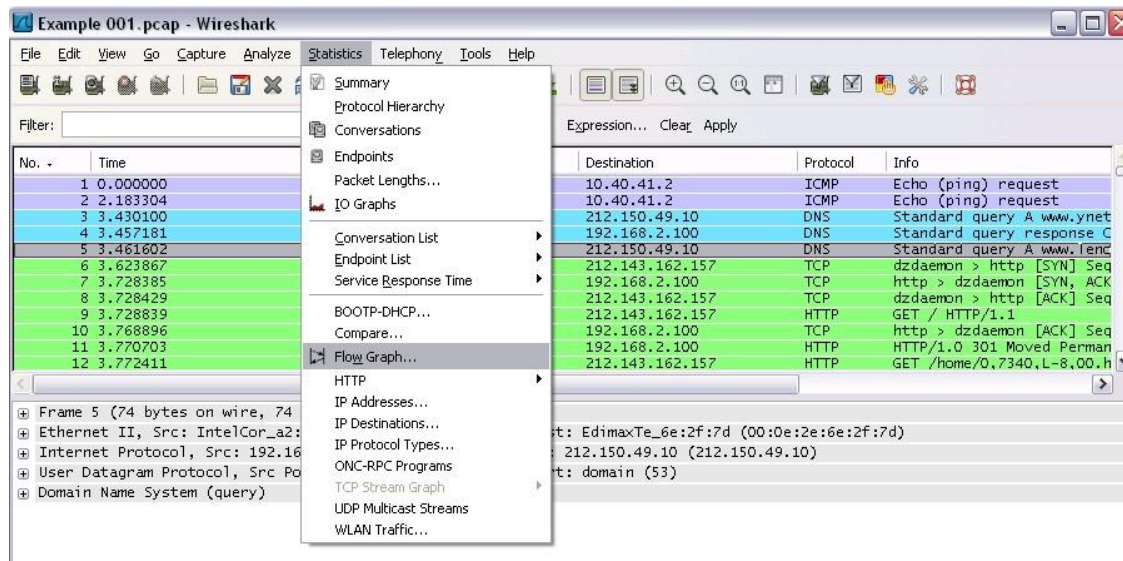 Example 001.pcap - Wireshark
File Edit View Go Capture Analyze Statistics Telephony Tools Help
Filter: Expression... Clear Apply
Summary
Protocol Hierarchy
Conversations
Endpoints
Packet Lengths...
IO Graphs
Conversation List
Endpoint List
Service Response Time
BOOTP-DHCP...
Compare...
Flow Graph...
HTTP
IP Addresses...
IP Destinations...
IP Protocol Types...
ONC-RPC Programs
TCP Stream Graph
UDP Multicast Streams
WLAN Traffic...
No. Time Destination Protocol Info
1 0.000000 10.40.41.2 ICMP Echo (ping) request
2 2.183304 10.40.41.2 ICMP Echo (ping) request
3 3.430100 212.150.49.10 DNS Standard query A www.ynet
4 3.457181 192.168.2.100 DNS Standard query response C
5 3.461602 212.150.49.10 DNS Standard query A
6 3.623867 212.143.162.157 TCP dzdaemon > http [SYN] Seq
7 3.728385 192.168.2.100 TCP http > dzdaemon [SYN, ACK
8 3.728429 212.143.162.157 TCP dzdaemon > http [ACK] Seq
9 3.728839 212.143.162.157 HTTP GET / HTTP/1.1
10 3.768896 192.168.2.100 TCP http > dzdaemon [ACK] Seq
11 3.770703 192.168.2.100 HTTP HTTP/1.0 301 Moved Perman
12 3.772411 212.143.162.157 HTTP GET /home/0,7340,L-8,00.h
Frame 5 (74 bytes on wire, 74
Ethernet II, Src: IntelCor_a2: t: EdimaxTe_6e:2f:7d (00:0e:2e:6e:2f:7d)
Internet Protocol, Src: 192.16 : 212.150.49.10 (212.150.49.10)
User Datagram Protocol, Src Po t: domain (53)
Domain Name System (query)